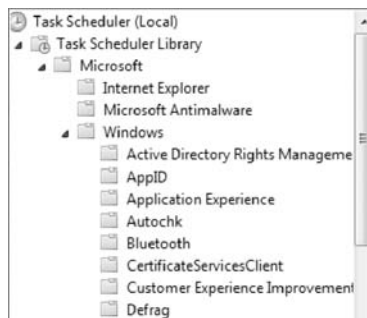 Task Scheduler (Local)
Task Scheduler Library
Microsoft
Internet Explorer
Microsoft Antimalware
Windows
Active Directory Rights Manageme
AppID
Application Experience
Autochk
Bluetooth
CertificateServicesClient
Customer Experience Improvement
Defrag